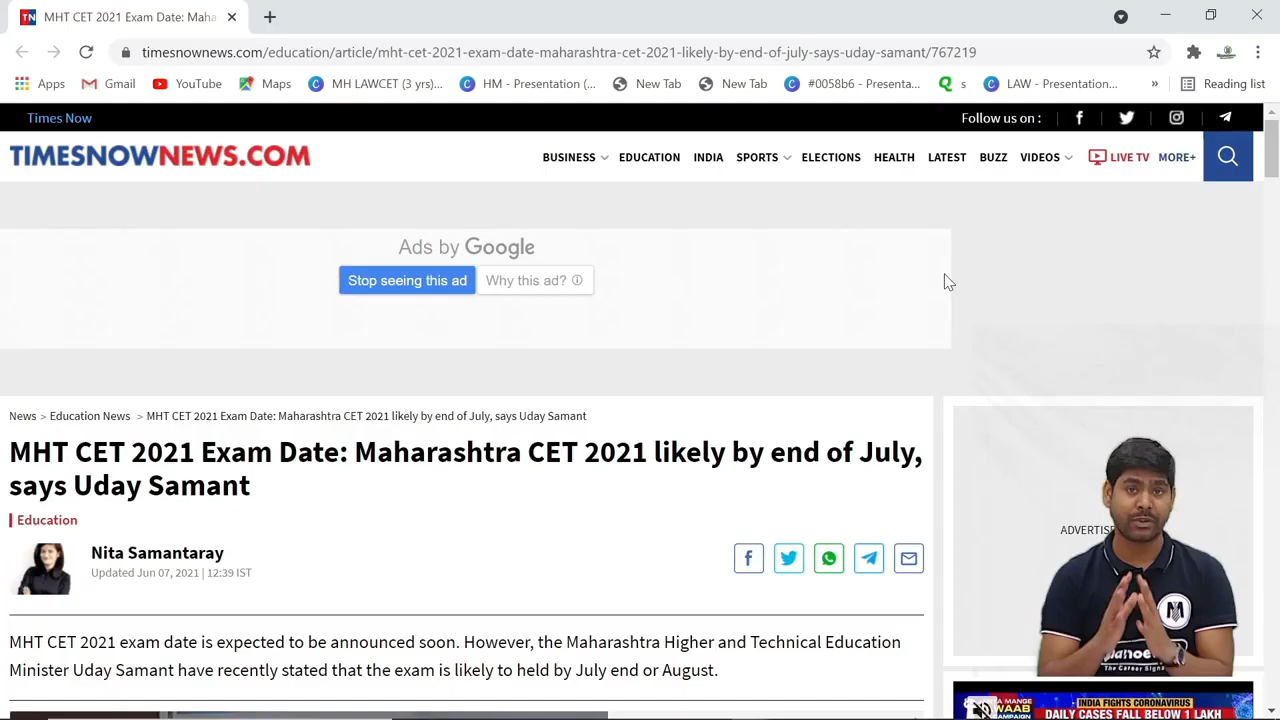 MHT CET 2021 Exam Date: Maha
timesnownews.com/education/article/mht-cet-2021-exam-date-maharashtra-cet-2021-likely-by-end-of-july-says-uday-samant/767219
Apps Gmail YouTube Maps MH LAWCET (3 yrs)... HM - Presentation (... New Tab New Tab #0058b6 - Presenta... s LAW - Presentation... » Reading list
Times Now Follow us on :
TIMESNOWNEWS.COM BUSINESS EDUCATION INDIA SPORTS ELECTIONS HEALTH LATEST BUZZ VIDEOS LIVE TV MORE+
Ads by Google
Stop seeing this ad Why this ad?
News > Education News > MHT CET 2021 Exam Date: Maharashtra CET 2021 likely by end of July, says Uday Samant
MHT CET 2021 Exam Date: Maharashtra CET 2021 likely by end of July,
says Uday Samant
Education
Nita Samantaray
Updated Jun 07, 2021 | 12:39 IST
MHT CET 2021 exam date is expected to be announced soon. However, the Maharashtra Higher and Technical Education
Minister Uday Samant have recently stated that the exam is likely to held by July end or August.
The Career Signs
INDIA FIGHTS CORONAVIRUS
DAILY CASES FALL BELOW 1 LAKH